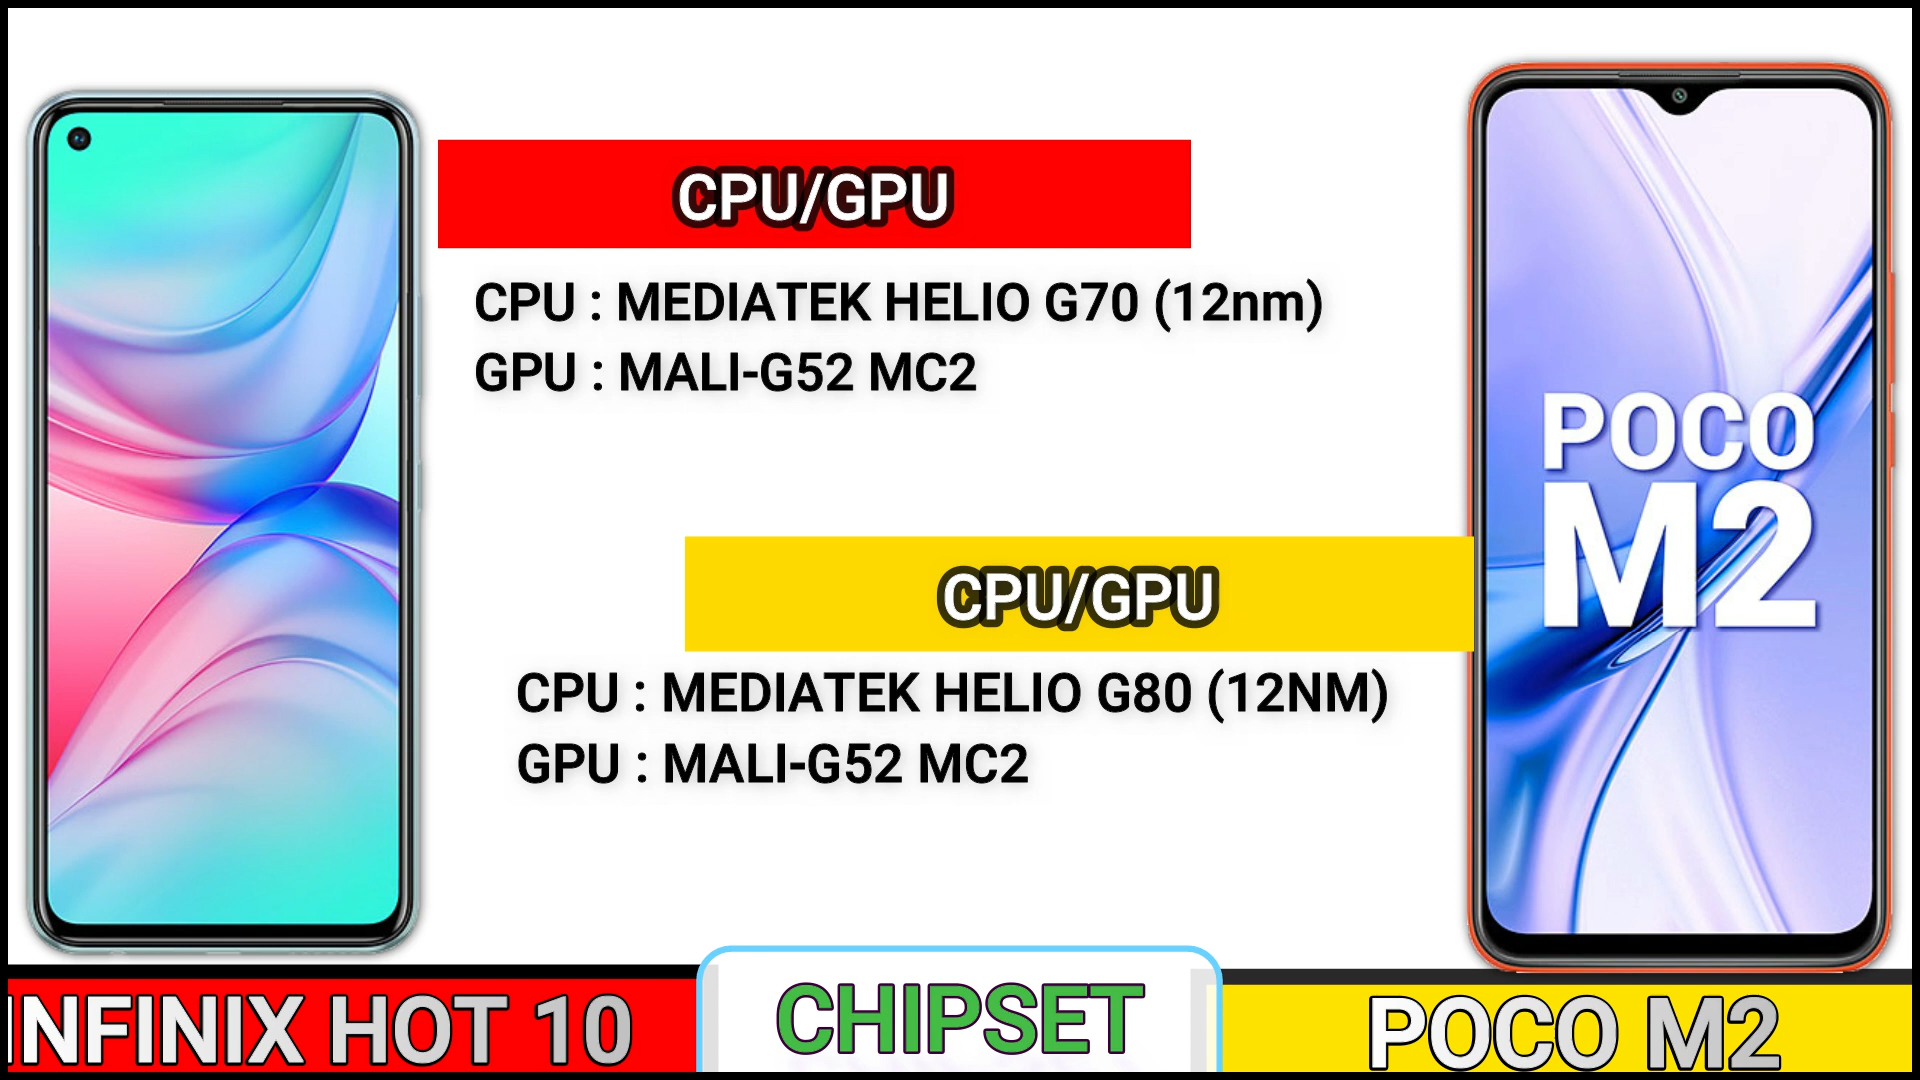 CPU/GPU
CPU : MEDIATEK HELIO G70 (12nm)
GPU : MALI-G52 MC2
POCO
M2
CPU/GPU
CPU : MEDIATEK HELIO G80 (12NM)
GPU : MALI-G52 MC2
INFINIX HOT 10
CHIPSET
POCO M2